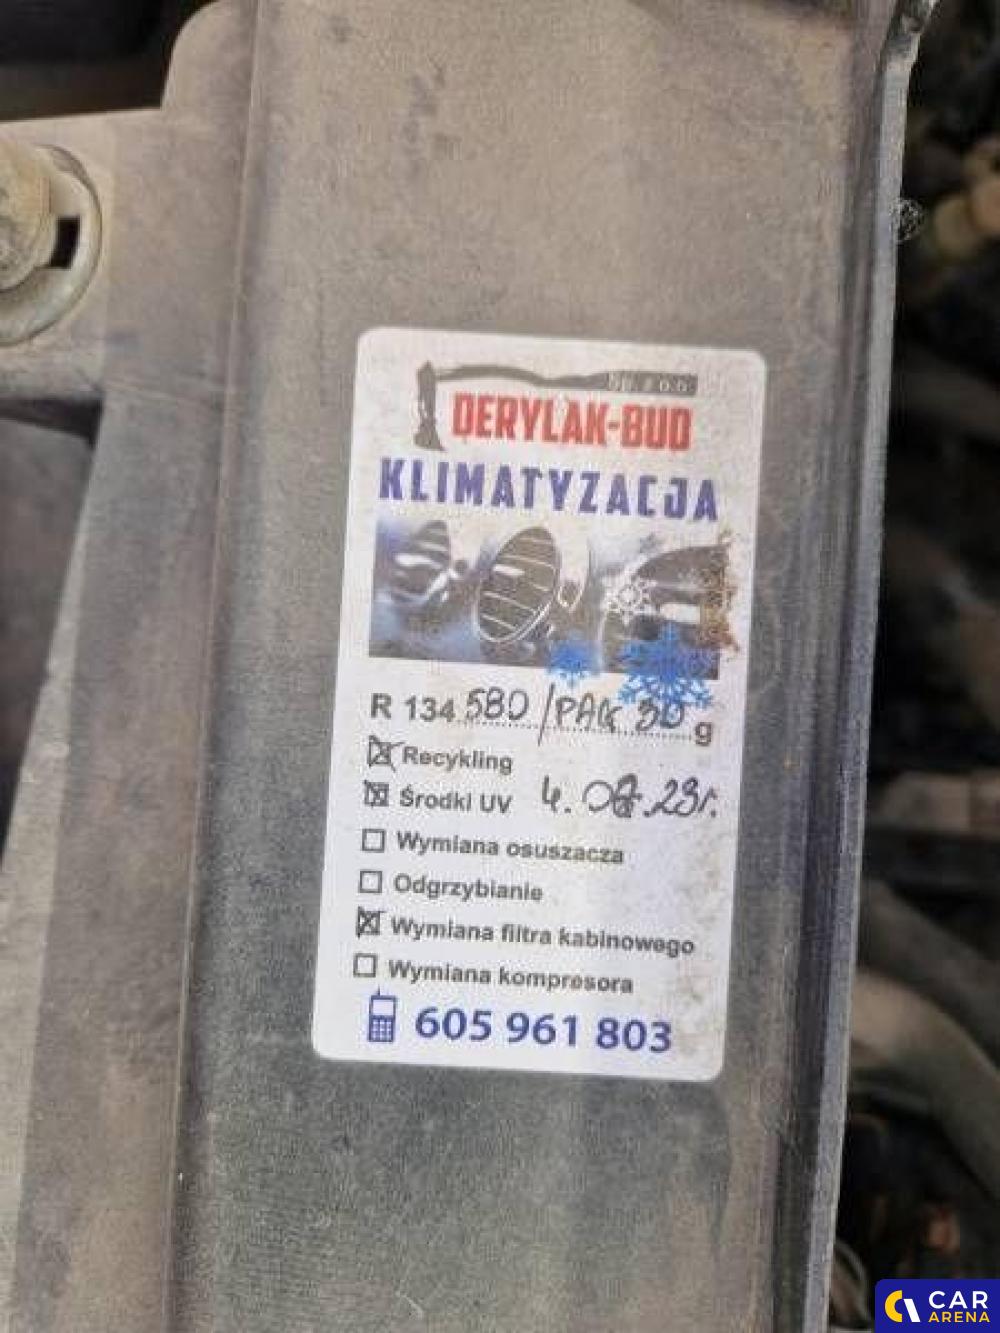 DERYLAK-BUD
KLIMATYZACJA
R 134 580 /PAG 30 g
Recykling
Środki UV 4.08.23r.
Wymiana osuszacza
Odgrzybianie
Wymiana filtra kabinowego
Wymiana kompresora
605 961 803
CAR
ARENA